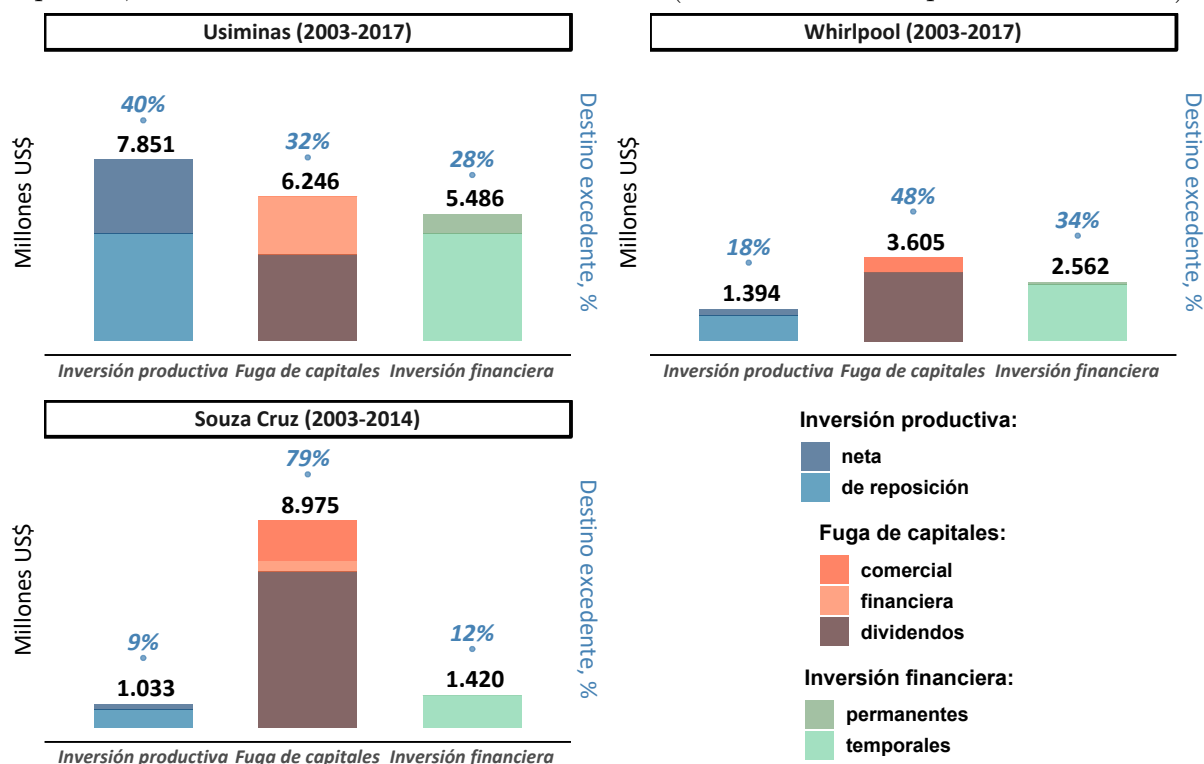 Usiminas (2003-2017)
Millones US$
40%
7.851
32%
6.246
28%
5.486
Destino excedente, %
Inversión productiva Fuga de capitales Inversión financiera
Whirlpool (2003-2017)
Millones US$
18%
1.394
48%
3.605
34%
2.562
Destino excedente, %
Inversión productiva Fuga de capitales Inversión financiera
Souza Cruz (2003-2014)
Millones US$
9%
1.033
79%
8.975
12%
1.420
Destino excedente, %
Inversión productiva Fuga de capitales Inversión financiera
Inversión productiva:
neta
de reposición
Fuga de capitales:
comercial
financiera
dividendos
Inversión financiera:
permanentes
temporales